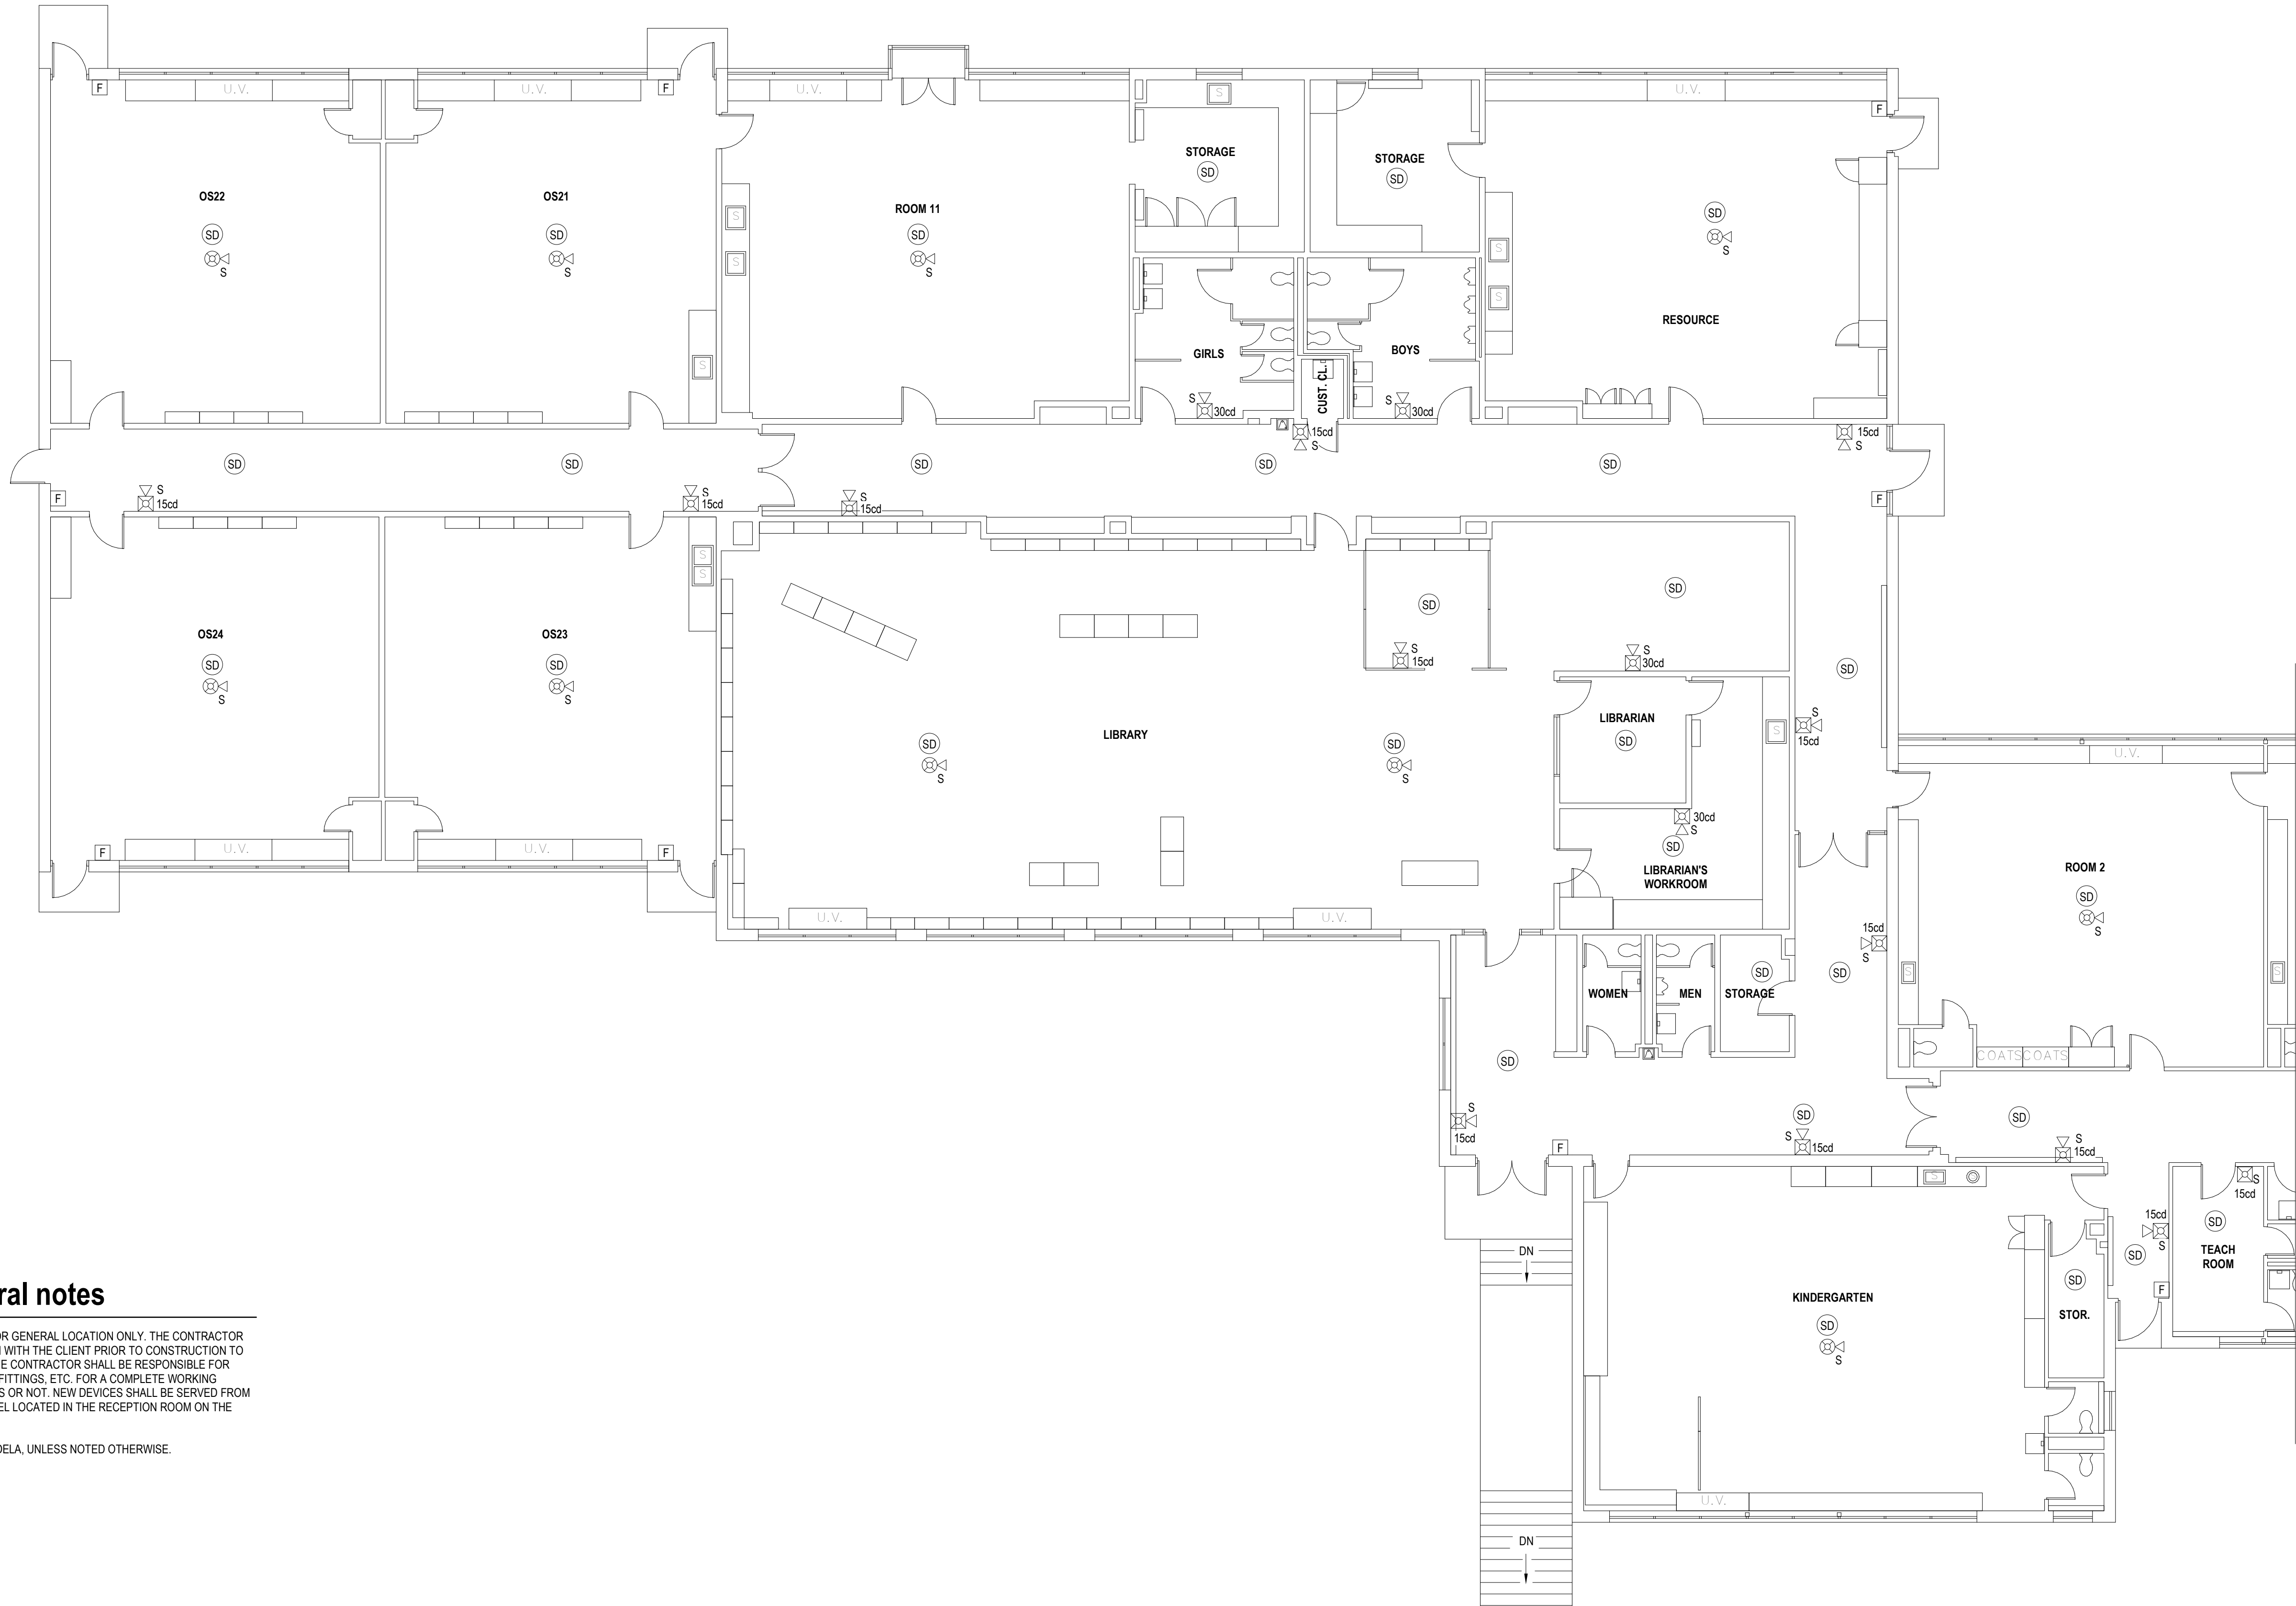 F
U.V.
U.V.
F
U.V.
S
U.V.
F
STORAGE
SD
STORAGE
SD
OS22
SD
S
OS21
SD
S
S
S
ROOM 11
SD
S
SD
S
S
S
RESOURCE
S
GIRLS
S
30cd
CUST. CL.
BOYS
S
30cd
15cd
S
15cd
S
SD
SD
SD
SD
SD
F
S
15cd
S
15cd
S
15cd
F
S
S
OS24
SD
S
OS23
SD
S
SD
S
15cd
SD
S
30cd
SD
LIBRARY
SD
S
SD
S
LIBRARIAN
SD
S
S
15cd
U.V.
30cd
S
SD
LIBRARIAN'S
WORKROOM
F
U.V.
U.V.
F
U.V.
U.V.
ROOM 2
SD
S
15cd
S
SD
S
S
WOMEN
MEN
STORAGE
SD
SD
COATS
COATS
S
15cd
F
SD
S
15cd
SD
S
15cd
S
S
15cd
15cd
S
SD
F
SD
TEACH
ROOM
DN
SD
STOR.
KINDERGARTEN
SD
S
U.V.
DN
ral notes
OR GENERAL LOCATION ONLY. THE CONTRACTOR
WITH THE CLIENT PRIOR TO CONSTRUCTION TO
E CONTRACTOR SHALL BE RESPONSIBLE FOR
FITTINGS, ETC. FOR A COMPLETE WORKING
S OR NOT. NEW DEVICES SHALL BE SERVED FROM
EL LOCATED IN THE RECEPTION ROOM ON THE
DELA, UNLESS NOTED OTHERWISE.